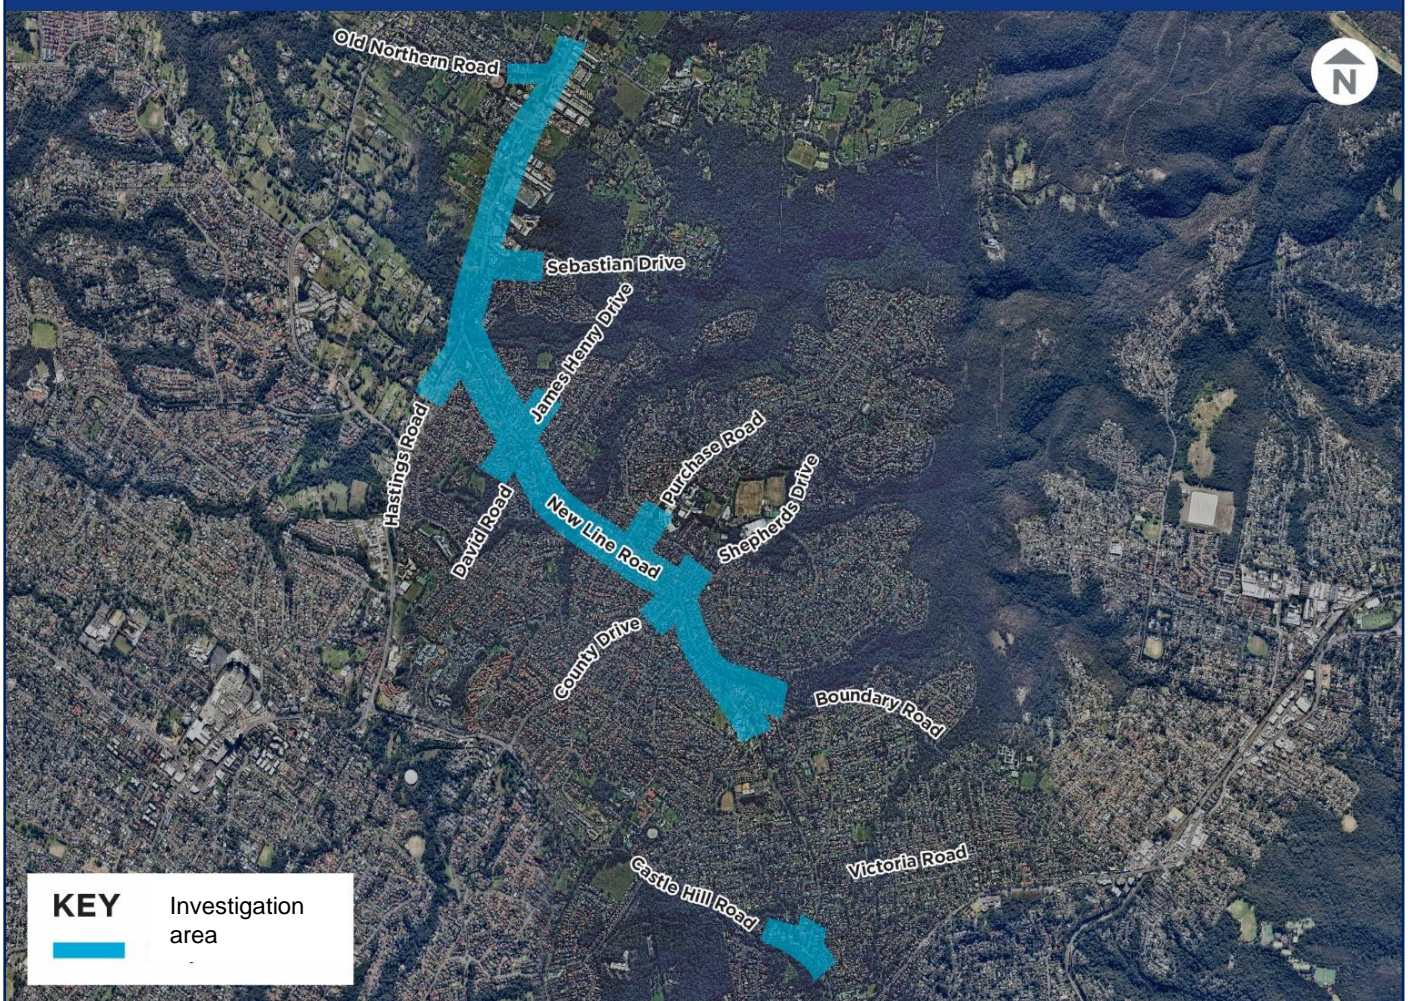 Old Northern Road
N
Sebastian Drive
James Henry Drive
Hastings Road
Purchase Road
David Road
New Line Road
Shepherds Drive
County Drive
Boundary Road
Victoria Road
Castle Hill Road
KEY
Investigation
area